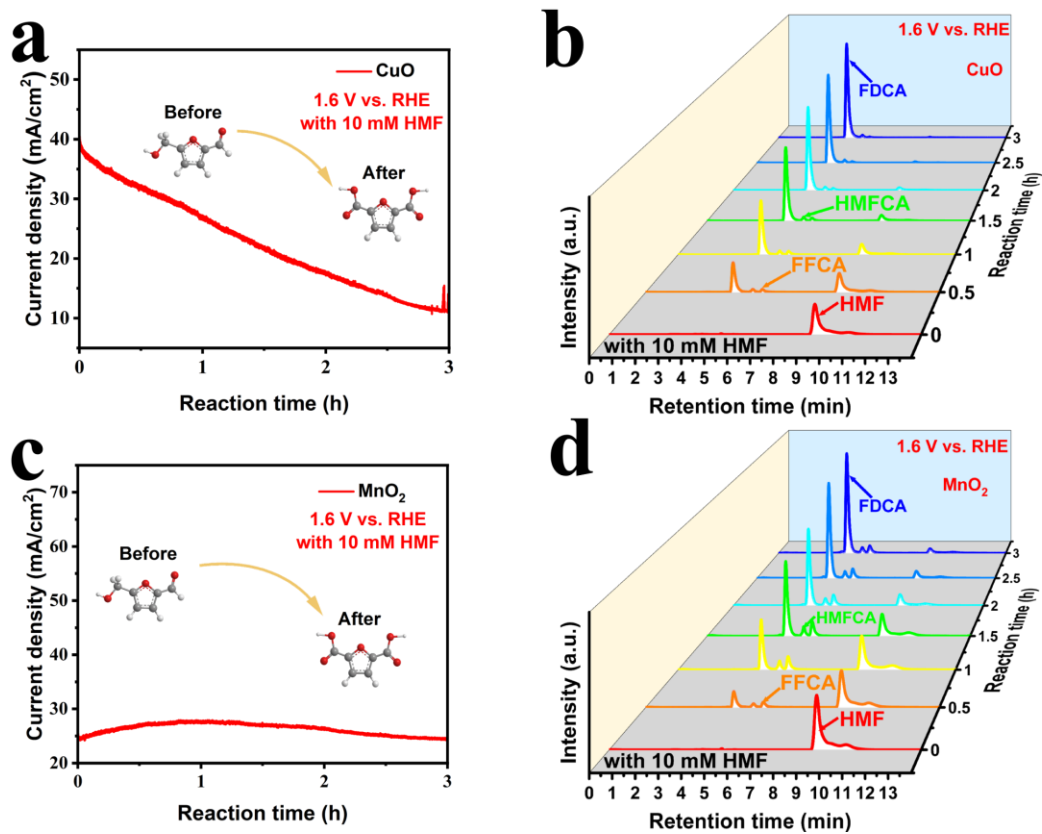 a
CuO
1.6 V vs. RHE
with 10 mM HMF
Before
After
Current density (mA/cm²)
50
40
30
20
10
0
1
2
3
Reaction time (h)
b
1.6 V vs. RHE
CuO
FDCA
HMFCA
FFCA
HMF
with 10 mM HMF
Intensity (a.u.)
0 1 2 3 4 5 6 7 8 9 10 11 12 13
Retention time (min)
3
2.5
2
1.5
1
0.5
0
Reaction time (h)
c
MnO₂
1.6 V vs. RHE
with 10 mM HMF
Before
After
Current density (mA/cm²)
70
60
50
40
30
20
0
1
2
3
Reaction time (h)
d
1.6 V vs. RHE
MnO₂
FDCA
HMFCA
FFCA
HMF
with 10 mM HMF
Intensity (a.u.)
0 1 2 3 4 5 6 7 8 9 10 11 12 13
Retention time (min)
3
2.5
2
1.5
1
0.5
0
Reaction time (h)